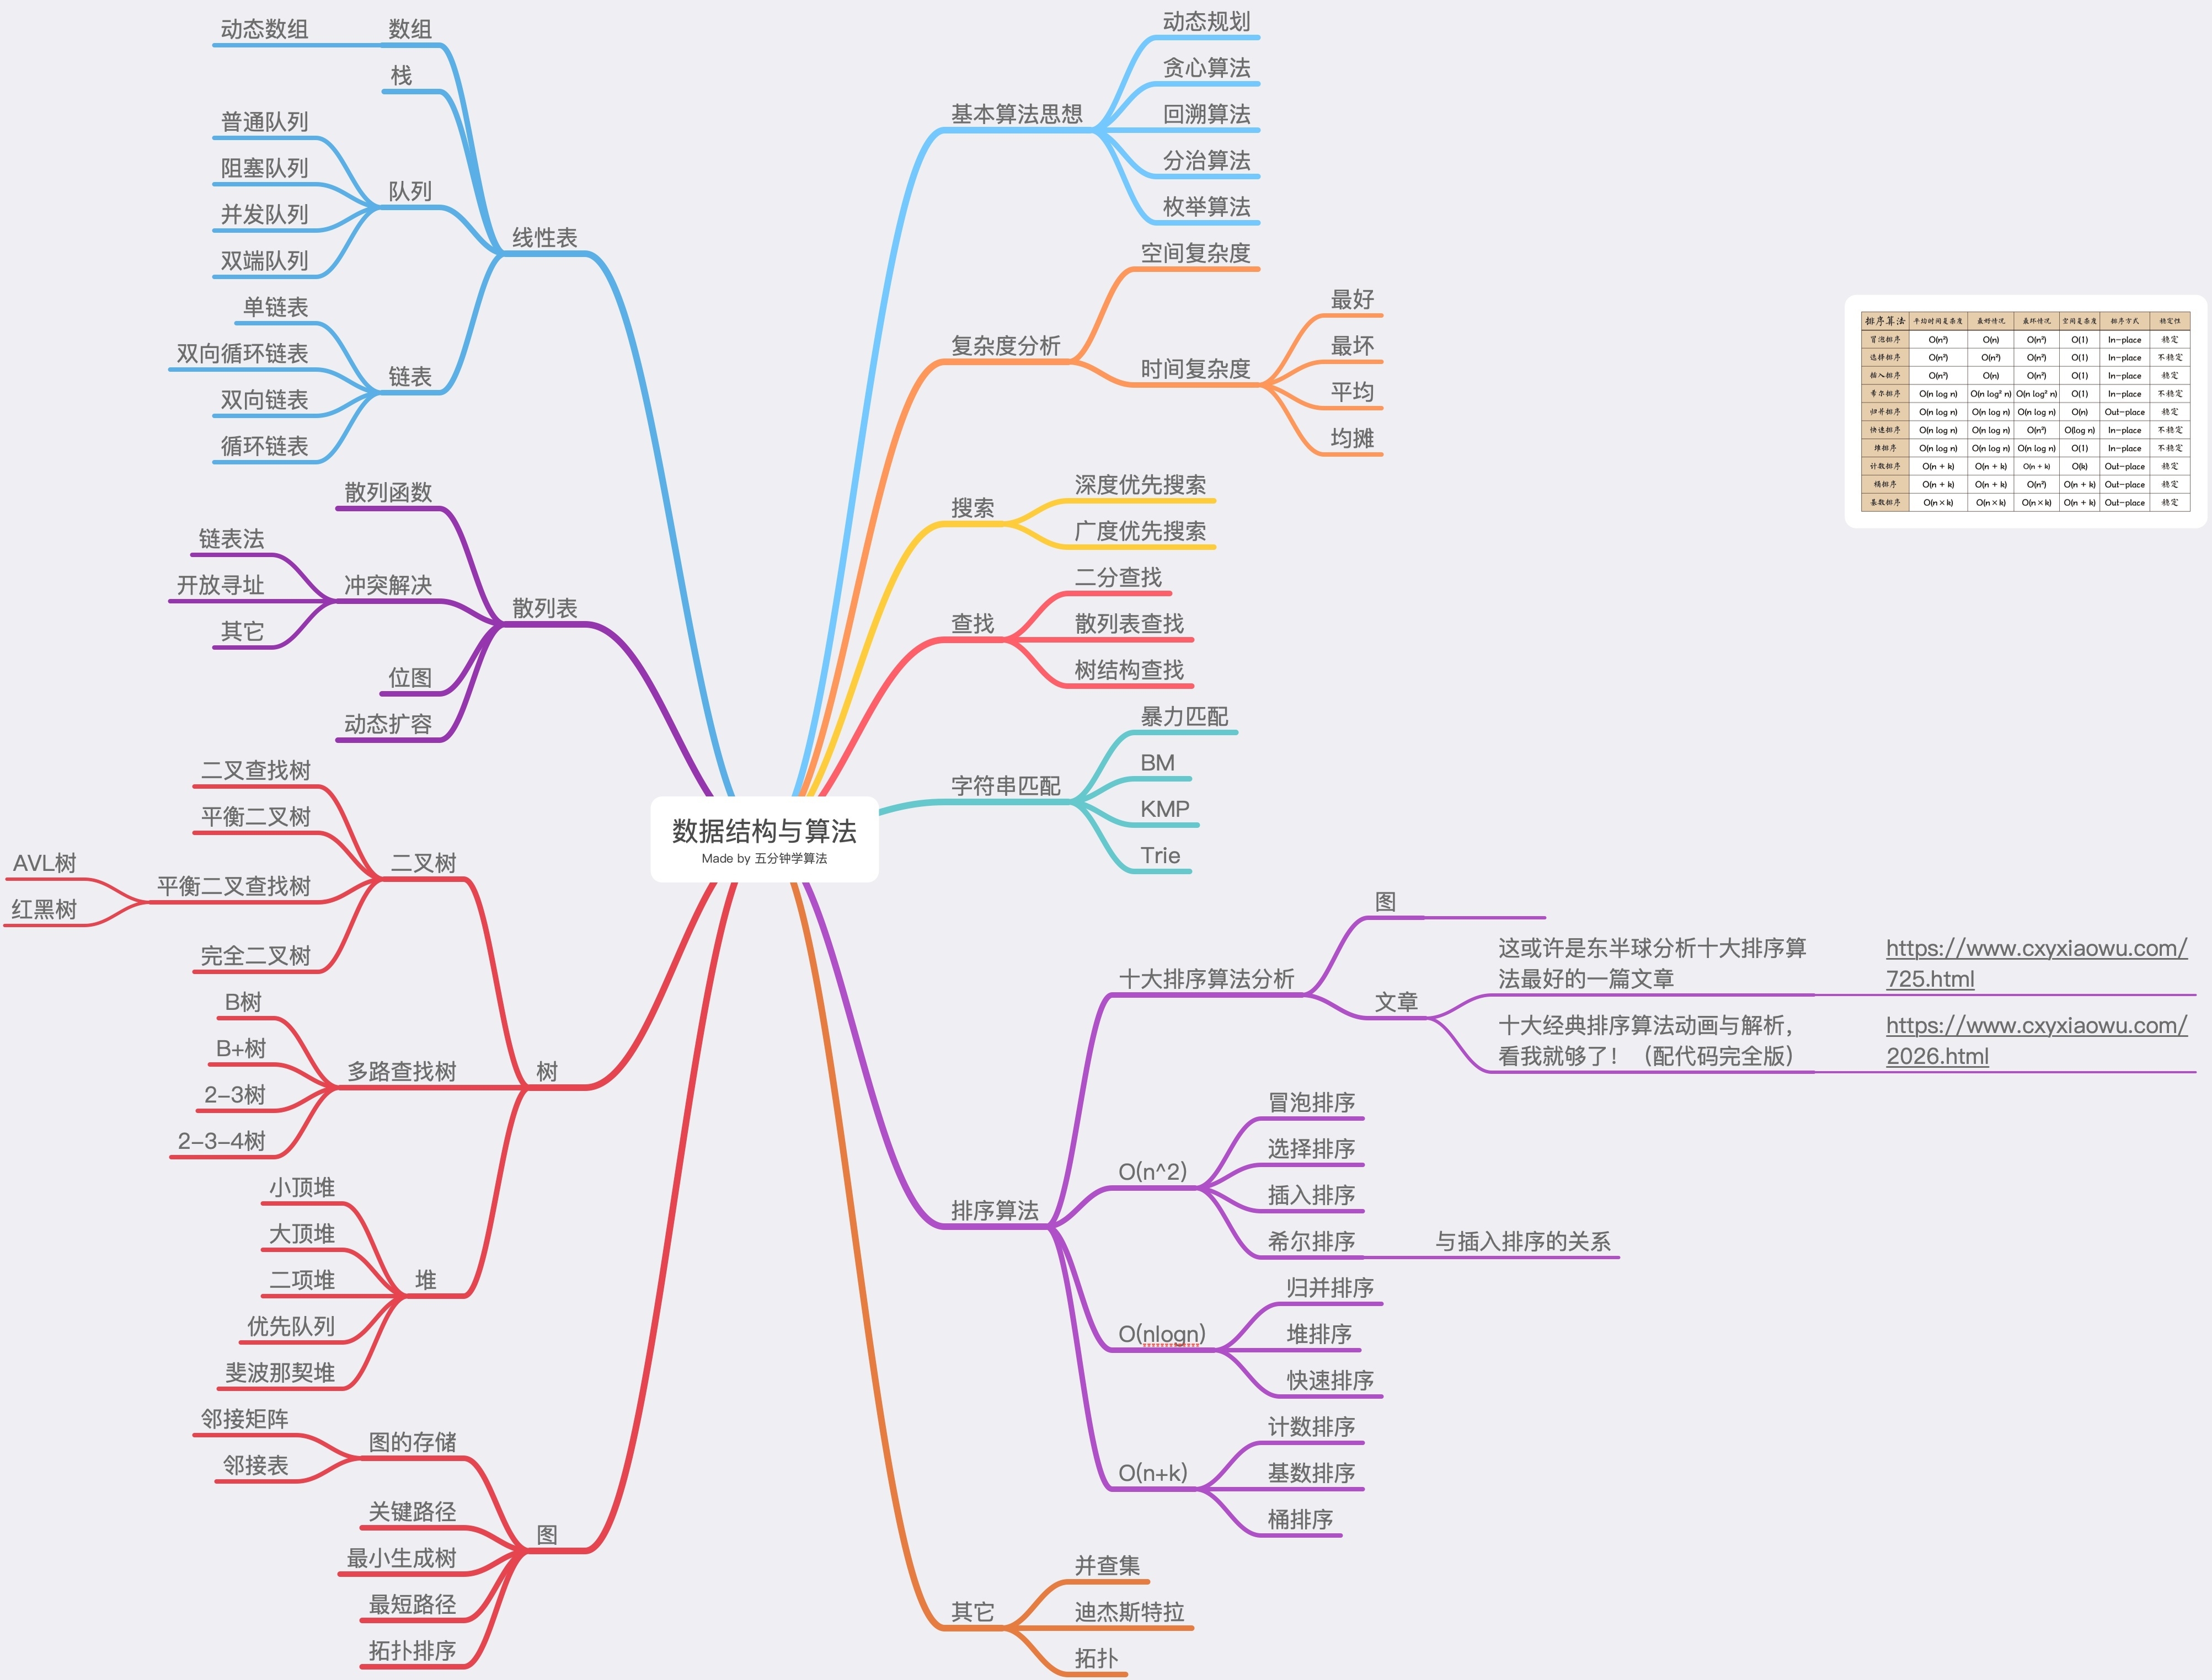 数据结构与算法
Made by 五分钟学算法
线性表
数组
动态数组
栈
队列
普通队列
阻塞队列
并发队列
双端队列
链表
单链表
双向循环链表
双向链表
循环链表
散列表
散列函数
冲突解决
链表法
开放寻址
其它
位图
动态扩容
树
二叉树
二叉查找树
平衡二叉树
平衡二叉查找树
AVL树
红黑树
完全二叉树
多路查找树
B树
B+树
2-3树
2-3-4树
堆
小顶堆
大顶堆
二项堆
优先队列
斐波那契堆
图
图的存储
邻接矩阵
邻接表
关键路径
最小生成树
最短路径
拓扑排序
基本算法思想
动态规划
贪心算法
回溯算法
分治算法
枚举算法
复杂度分析
空间复杂度
时间复杂度
最好
最坏
平均
均摊
搜索
深度优先搜索
广度优先搜索
查找
二分查找
散列表查找
树结构查找
字符串匹配
暴力匹配
BM
KMP
Trie
排序算法
十大排序算法分析
图
文章
这或许是东半球分析十大排序算
法最好的一篇文章
https://www.cxyxiaowu.com/
725.html
十大经典排序算法动画与解析，
看我就够了！（配代码完全版）
https://www.cxyxiaowu.com/
2026.html
O(n^2)
冒泡排序
选择排序
插入排序
希尔排序
与插入排序的关系
O(nlogn)
归并排序
堆排序
快速排序
O(n+k)
计数排序
基数排序
桶排序
其它
并查集
迪杰斯特拉
拓扑
排序算法 平均时间复杂度 最好情况 最坏情况 空间复杂度 排序方式 稳定性
冒泡排序 O(n²) O(n) O(n²) O(1) In-place 稳定
选择排序 O(n²) O(n²) O(n²) O(1) In-place 不稳定
插入排序 O(n²) O(n) O(n²) O(1) In-place 稳定
希尔排序 O(n log n) O(n log² n) O(n log² n) O(1) In-place 不稳定
归并排序 O(n log n) O(n log n) O(n log n) O(n) Out-place 稳定
快速排序 O(n log n) O(n log n) O(n²) O(log n) In-place 不稳定
堆排序 O(n log n) O(n log n) O(n log n) O(1) In-place 不稳定
计数排序 O(n + k) O(n + k) O(n + k) O(k) Out-place 稳定
桶排序 O(n + k) O(n + k) O(n²) O(n + k) Out-place 稳定
基数排序 O(n×k) O(n×k) O(n×k) O(n + k) Out-place 稳定